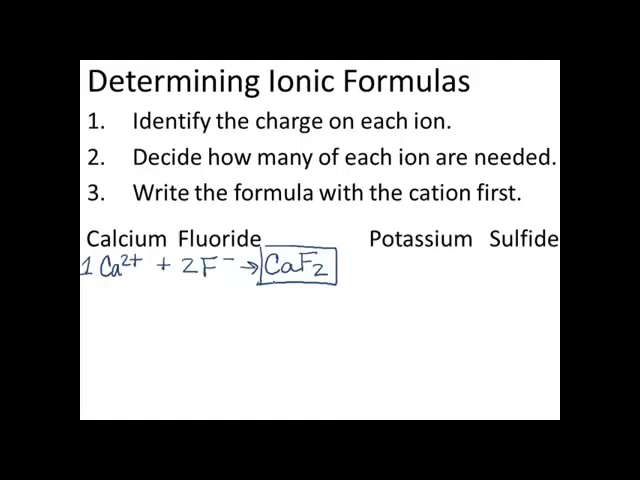 Determining Ionic Formulas
1. Identify the charge on each ion.
2. Decide how many of each ion are needed.
3. Write the formula with the cation first.
Calcium Fluoride Potassium Sulfide
1 Ca²⁺ + 2F⁻ → CaF₂